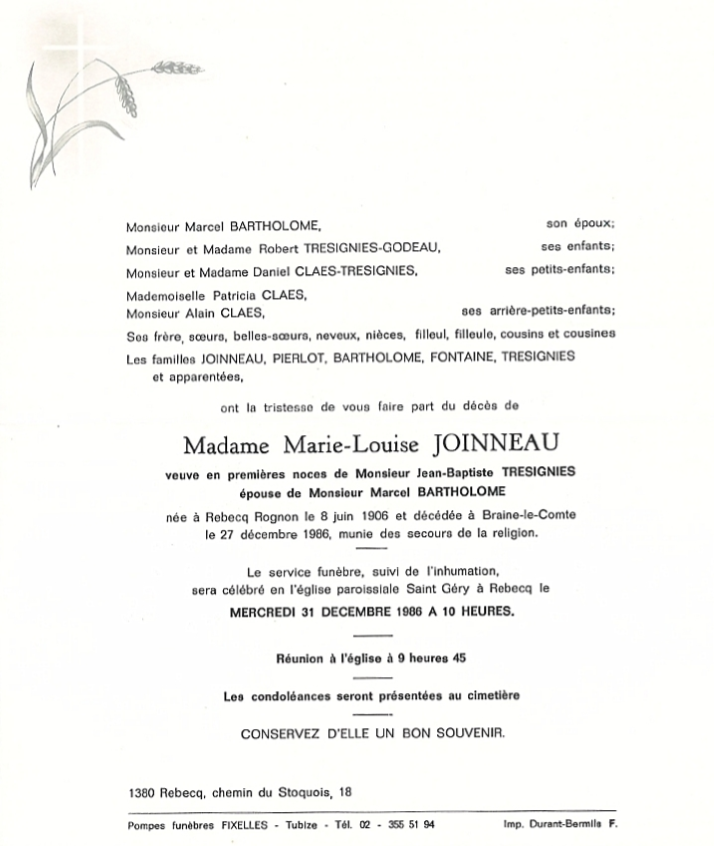 Monsieur Marcel BARTHOLOME, son époux;
Monsieur et Madame Robert TRESIGNIES-GODEAU, ses enfants;
Monsieur et Madame Daniel CLAES-TRESIGNIES, ses petits-enfants;
Mademoiselle Patricia CLAES,
Monsieur Alain CLAES, ses arrière-petits-enfants;
Ses frère, sœurs, belles-sœurs, neveux, nièces, filleul, filleule, cousins et cousines
Les familles JOINNEAU, PIERLOT, BARTHOLOME, FONTAINE, TRESIGNIES
et apparentées,
ont la tristesse de vous faire part du décès de
Madame Marie-Louise JOINNEAU
veuve en premières noces de Monsieur Jean-Baptiste TRESIGNIES
épouse de Monsieur Marcel BARTHOLOME
née à Rebecq Rognon le 8 juin 1906 et décédée à Braine-le-Comte
le 27 décembre 1986, munie des secours de la religion.
Le service funèbre, suivi de l'inhumation,
sera célébré en l'église paroissiale Saint Géry à Rebecq le
MERCREDI 31 DECEMBRE 1986 A 10 HEURES.
Réunion à l'église à 9 heures 45
Les condoléances seront présentées au cimetière
CONSERVEZ D'ELLE UN BON SOUVENIR.
1380 Rebecq, chemin du Stoquois, 18
Pompes funèbres FIXELLES - Tubize - Tél. 02 - 355 51 94 Imp. Durant-Bermils F.